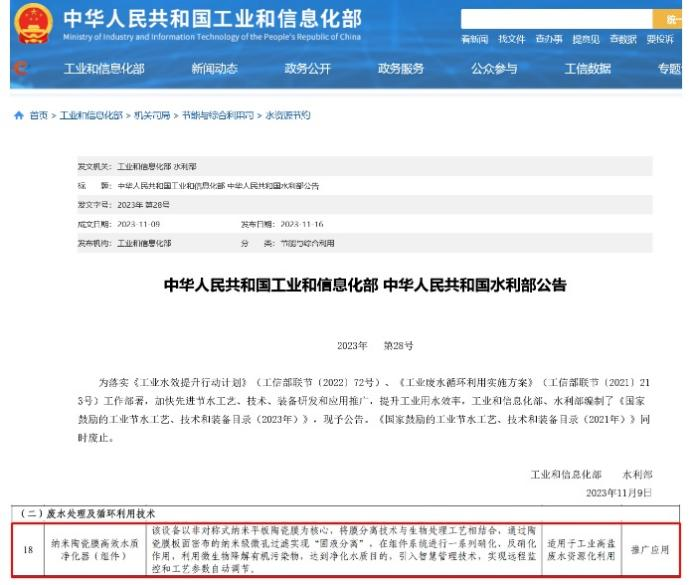 中华人民共和国工业和信息化部
Ministry of Industry and Information Technology of the People's Republic of China
统一
看新闻 找文件 查办事 提意见 查数据 要投诉
工业和信息化部 新闻动态 政务公开 政务服务 公众参与 工信数据 专题
首页 > 工业和信息化部 > 机关司局 > 节能与综合利用司 > 水资源节约
发文机关： 工业和信息化部 水利部
标 题： 中华人民共和国工业和信息化部 中华人民共和国水利部公告
发文字号： 2023年 第28号
成文日期： 2023-11-09 发布日期： 2023-11-16
发布机构： 工业和信息化部 分 类： 节能与综合利用
中华人民共和国工业和信息化部 中华人民共和国水利部公告
2023年 第28号
为落实《工业水效提升行动计划》（工信部联节〔2022〕72号）、《工业废水循环利用实施方案》（工信部联节〔2021〕21
3号）工作部署，加快先进节水工艺、技术、装备研发和应用推广，提升工业用水效率，工业和信息化部、水利部编制了《国家
鼓励的工业节水工艺、技术和装备目录（2023年）》，现予公告。《国家鼓励的工业节水工艺、技术和装备目录（2021年）》同
时废止。
工业和信息化部 水利部
2023年11月9日
（二）废水处理及循环利用技术
18 纳米陶瓷膜高效水质净化器（组件） 该设备以非对称式纳米平板陶瓷膜为核心，将膜分离技术与生物处理工艺相结合，通过陶
瓷膜板面密布的纳米级微孔过滤实现“固液分离”，在组件系统进行一系列硝化、反硝化
作用，利用微生物降解有机污染物，达到净化水质目的，引入智慧管理技术，实现远程监
控和工艺参数自动调节。
适用于工业高盐
废水资源化利用
推广应用